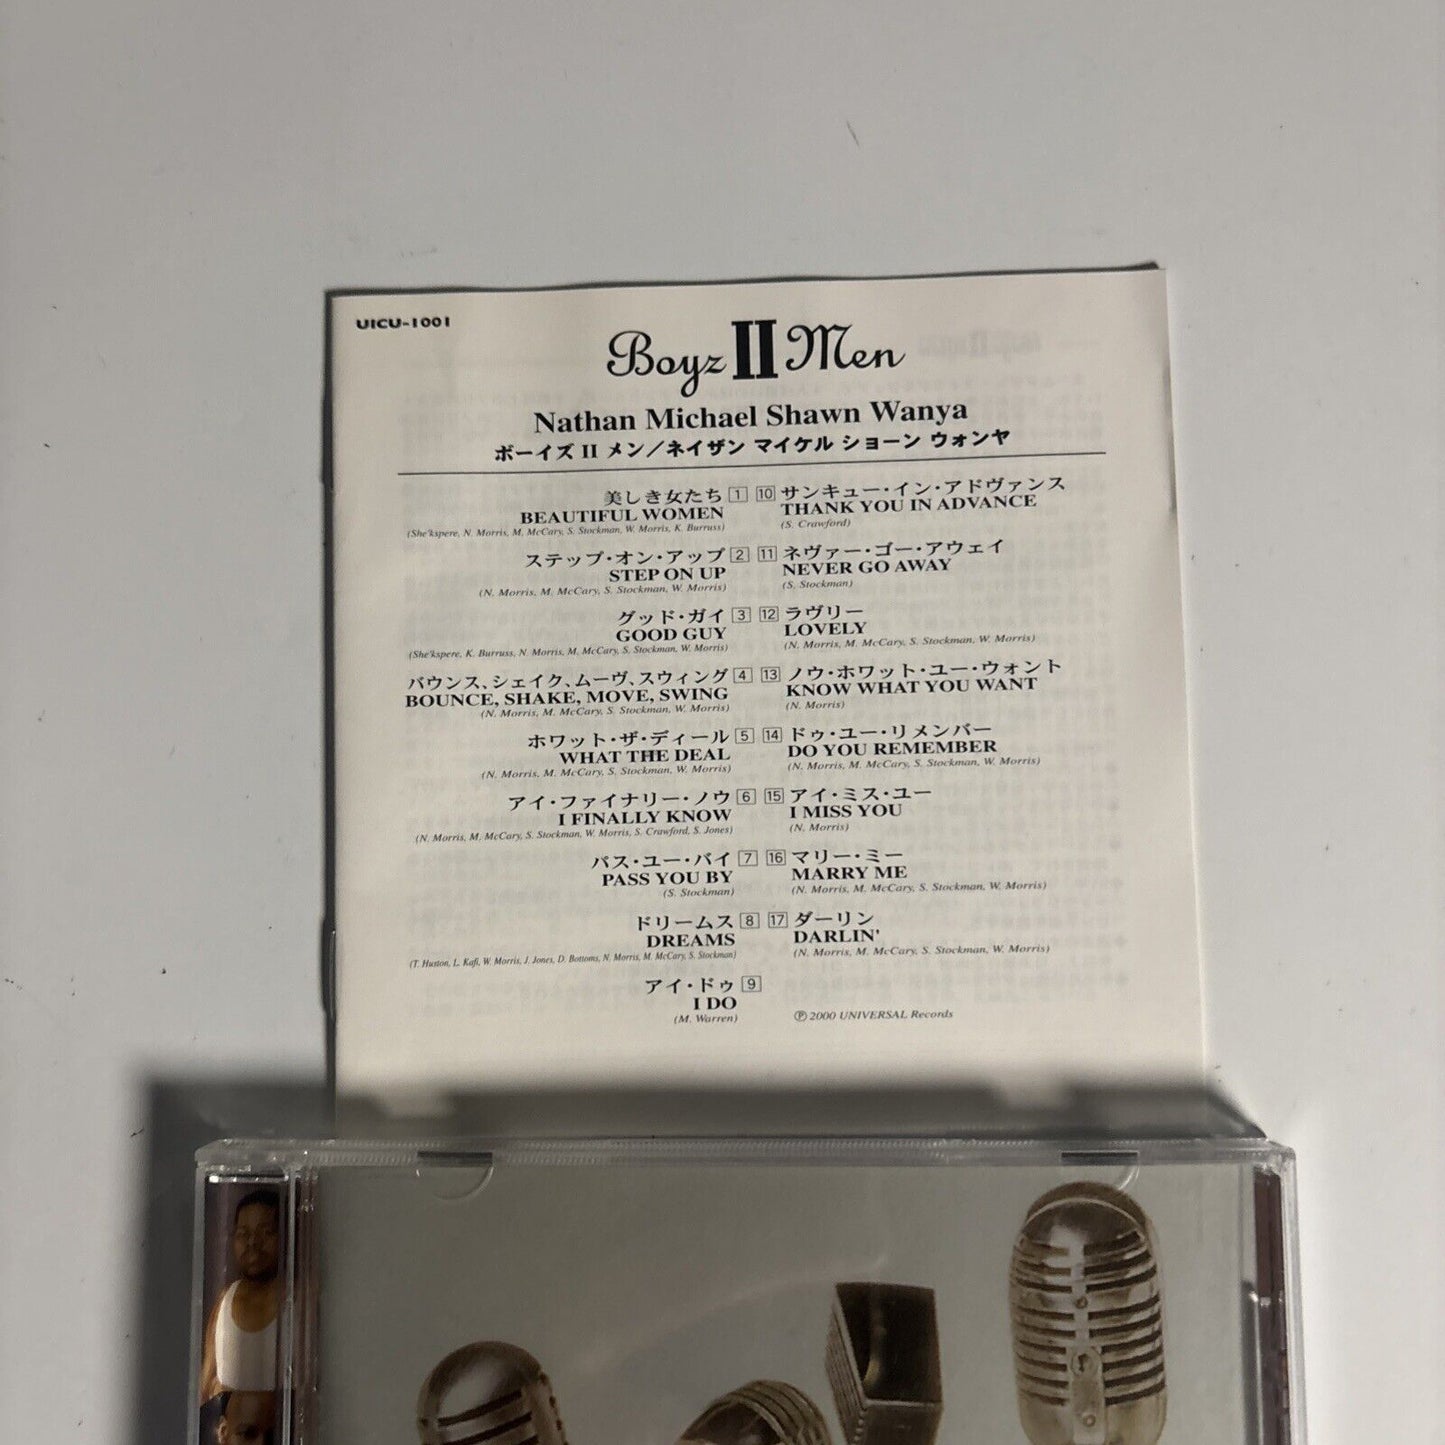 UICU-1001
Boyz II Men
Nathan Michael Shawn Wanya
ボーイズ II メン／ネイザン マイケル ショーン ウォンヤ
美しき女たち 1
BEAUTIFUL WOMEN
(She'kspere, N. Morris, M. McCary, S. Stockman, W. Morris, K. Burruss)
ステップ・オン・アップ 2
STEP ON UP
(N. Morris, M. McCary, S. Stockman, W. Morris)
グッド・ガイ 3
GOOD GUY
(She'kspere, K. Burruss, N. Morris, M. McCary, S. Stockman, W. Morris)
バウンス、シェイク、ムーヴ、スウィング 4
BOUNCE, SHAKE, MOVE, SWING
(N. Morris, M. McCary, S. Stockman, W. Morris)
ホワット・ザ・ディール 5
WHAT THE DEAL
(N. Morris, M. McCary, S. Stockman, W. Morris)
アイ・ファイナリー・ノウ 6
I FINALLY KNOW
(N. Morris, M. McCary, S. Stockman, W. Morris, S. Crawford, S. Jones)
パス・ユー・バイ 7
PASS YOU BY
(S. Stockman)
ドリームス 8
DREAMS
(T. Huston, L. Kafi, W. Morris, J. Jones, D. Bottoms, N. Morris, M. McCary, S. Stockman)
アイ・ドゥ 9
I DO
(M. Warren)
10 サンキュー・イン・アドヴァンス
THANK YOU IN ADVANCE
(S. Crawford)
11 ネヴァー・ゴー・アウェイ
NEVER GO AWAY
(S. Stockman)
12 ラヴリー
LOVELY
(N. Morris, M. McCary, S. Stockman, W. Morris)
13 ノウ・ホワット・ユー・ウォント
KNOW WHAT YOU WANT
(N. Morris)
14 ドゥ・ユー・リメンバー
DO YOU REMEMBER
(N. Morris, M. McCary, S. Stockman, W. Morris)
15 アイ・ミス・ユー
I MISS YOU
(N. Morris)
16 マリー・ミー
MARRY ME
(N. Morris, M. McCary, S. Stockman, W. Morris)
17 ダーリン
DARLIN'
(N. Morris, M. McCary, S. Stockman, W. Morris)
Ⓟ 2000 UNIVERSAL Records